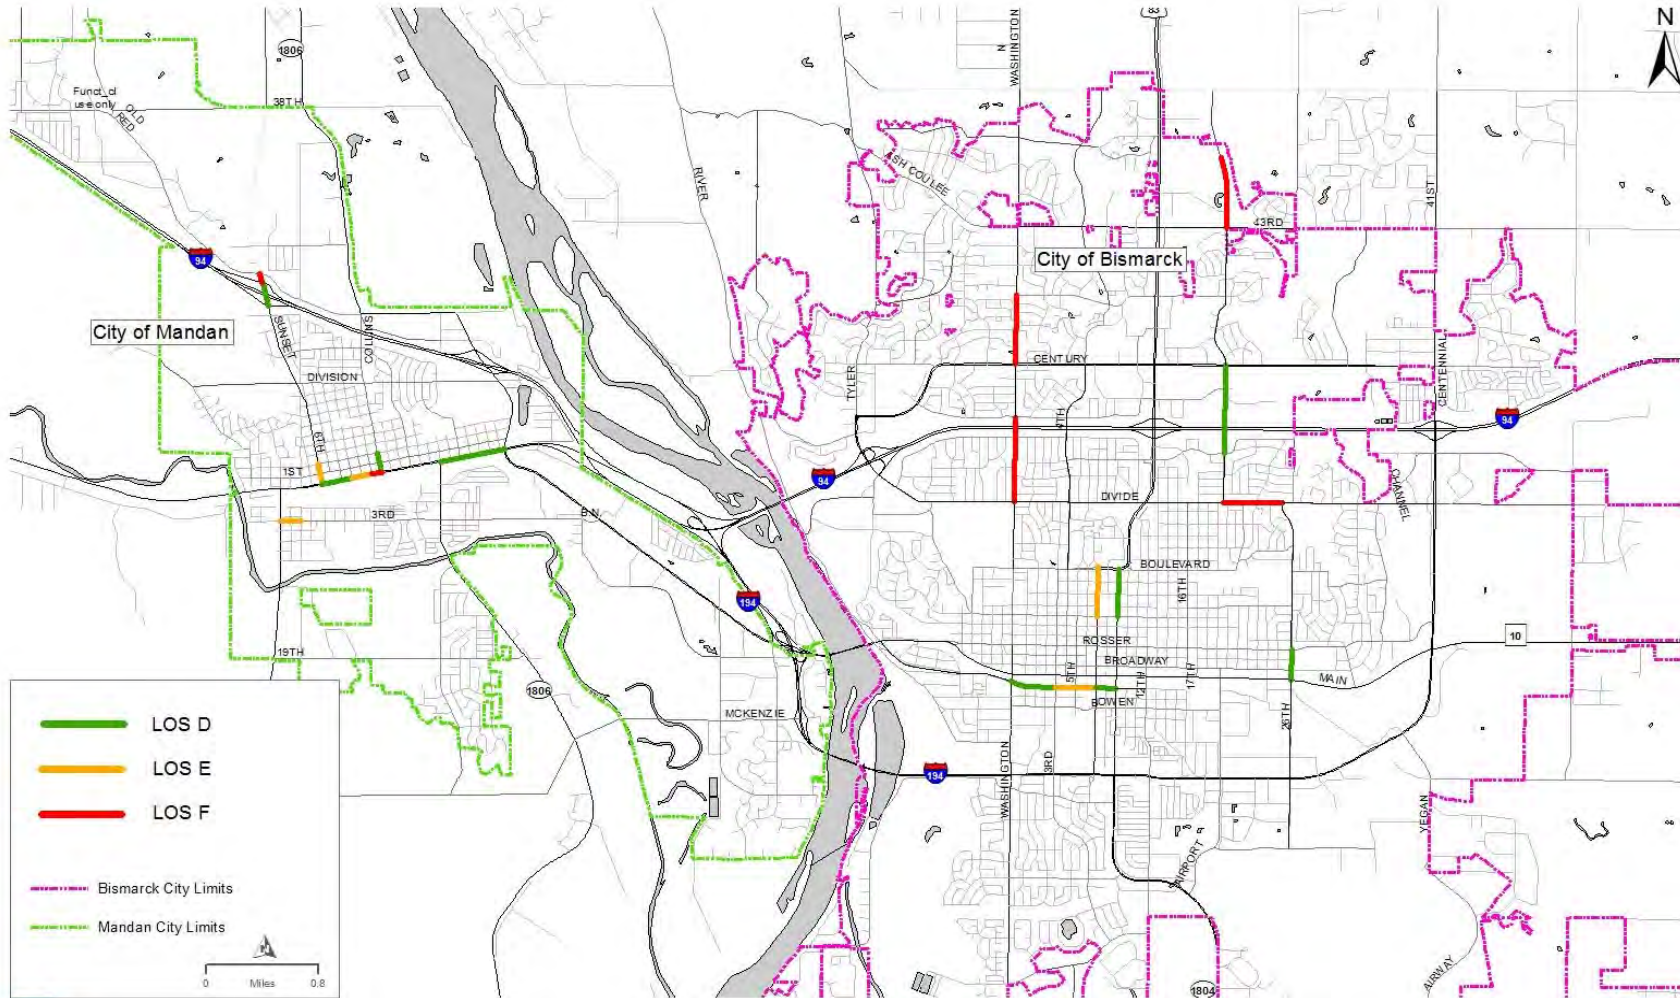 N
83
WASHINGTON
N
1806
Funct_cl
use only
38TH
OLD
RED
ASH COULEE
RIVER
41ST
43RD
City of Bismarck
94
City of Mandan
SUNSET
COLLINS
CENTURY
CENTENNIAL
DIVISION
TYLER
4TH
94
6TH
1ST
94
DIVIDE
CHANNEL
3RD
B.N.
BOULEVARD
16TH
194
ROSSER
10
19TH
BROADWAY
5TH
12TH
17TH
MAIN
1806
BOWEN
MCKENZIE
26TH
WASHINGTON
3RD
194
YEGAN
AIRPORT
AIRWAY
1804
LOS D
LOS E
LOS F
Bismarck City Limits
Mandan City Limits
0 Miles 0.8